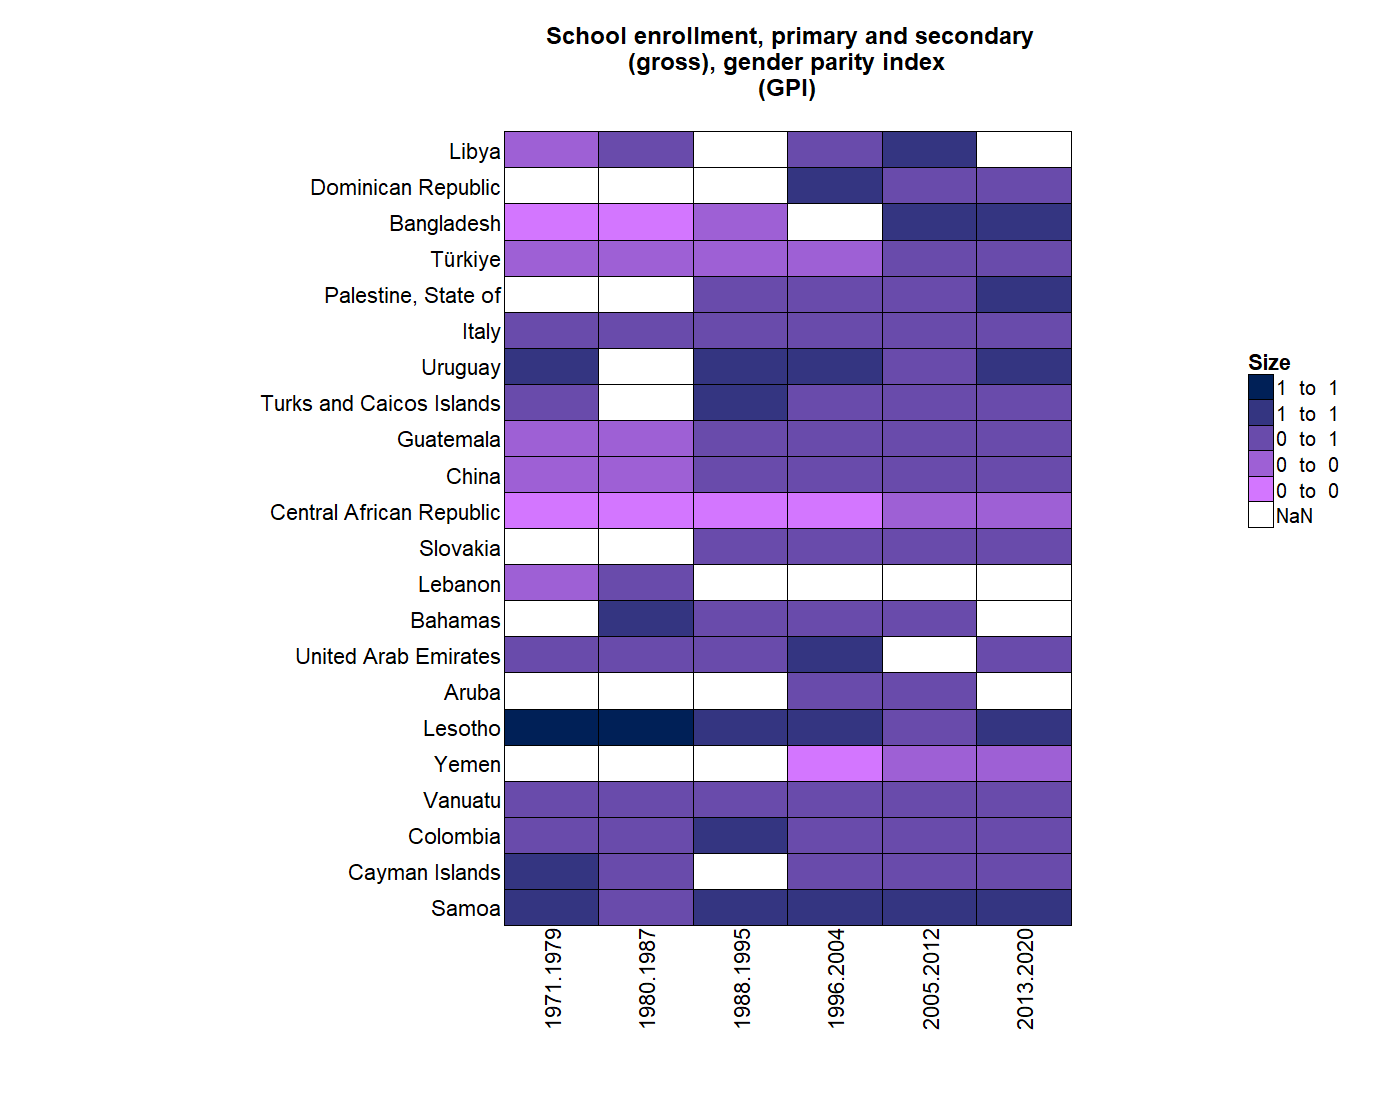 School enrollment, primary and secondary
(gross), gender parity index
(GPI)
Libya
Dominican Republic
Bangladesh
Türkiye
Palestine, State of
Italy
Uruguay
Turks and Caicos Islands
Guatemala
China
Central African Republic
Slovakia
Lebanon
Bahamas
United Arab Emirates
Aruba
Lesotho
Yemen
Vanuatu
Colombia
Cayman Islands
Samoa
1971.1979
1980.1987
1988.1995
1996.2004
2005.2012
2013.2020
Size
1 to 1
1 to 1
0 to 1
0 to 0
0 to 0
NaN